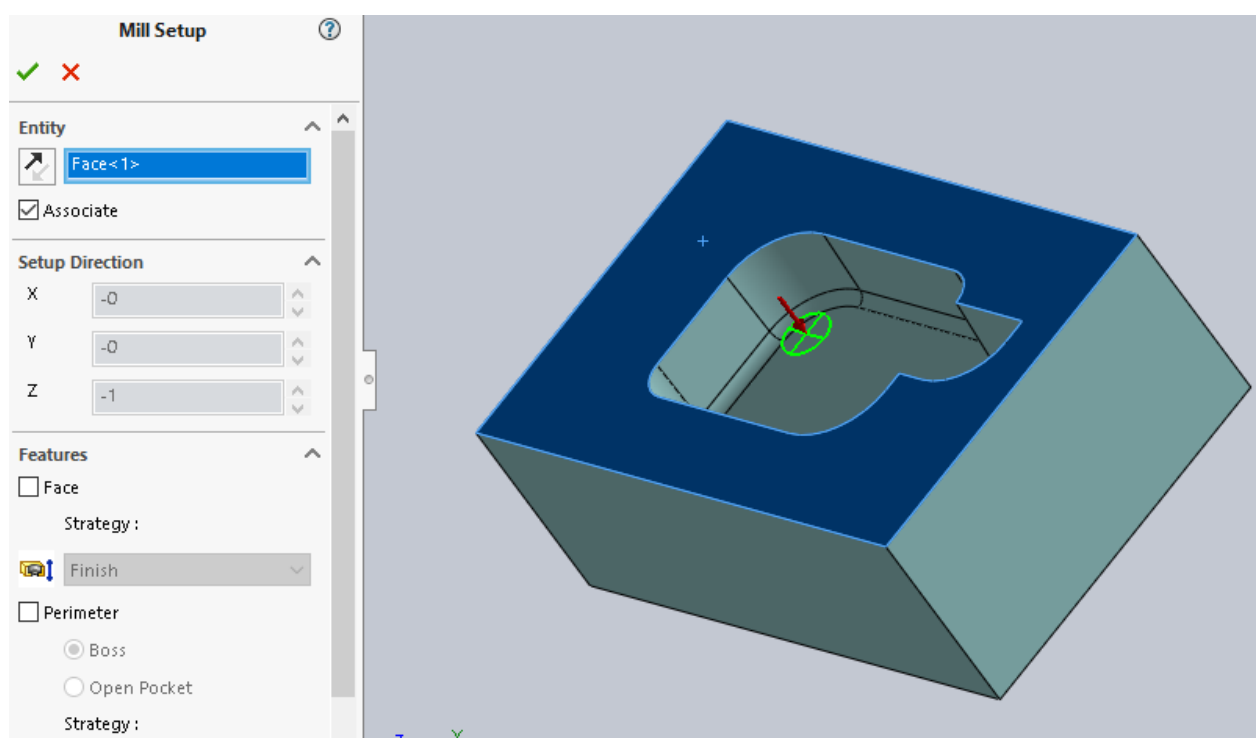 Mill Setup
Entity
Face<1>
Associate
Setup Direction
X -0
Y -0
Z -1
Features
Face
Strategy :
Finish
Perimeter
Boss
Open Pocket
Strategy :